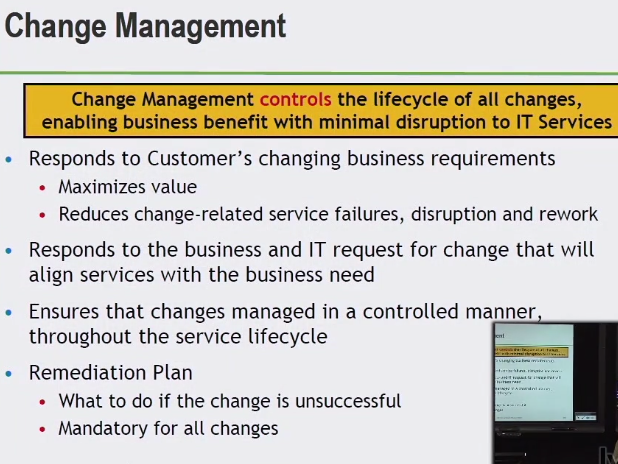 Change Management
Change Management controls the lifecycle of all changes,
enabling business benefit with minimal disruption to IT Services
• Responds to Customer's changing business requirements
• Maximizes value
• Reduces change-related service failures, disruption and rework
• Responds to the business and IT request for change that will
align services with the business need
• Ensures that changes managed in a controlled manner,
throughout the service lifecycle
• Remediation Plan
• What to do if the change is unsuccessful
• Mandatory for all changes